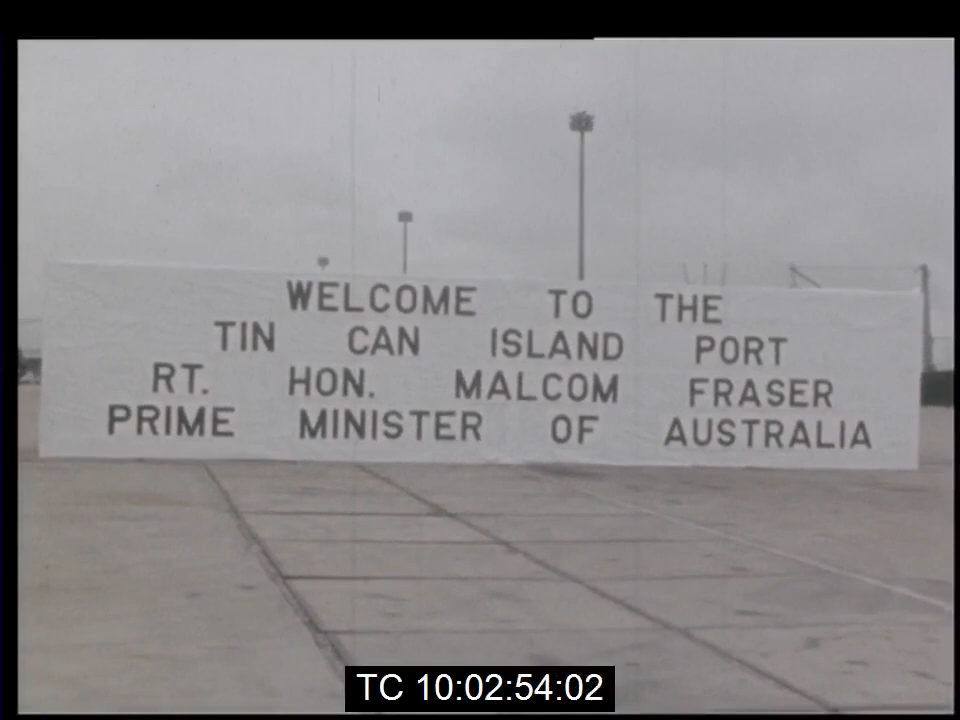 WELCOME TO THE
TIN CAN ISLAND PORT
RT. HON. MALCOM FRASER
PRIME MINISTER OF AUSTRALIA
TC 10:02:54:02